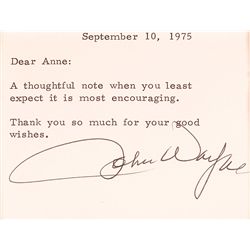 September 10, 1975
Dear Anne:
A thoughtful note when you least
expect it is most encouraging.
Thank you so much for your good
wishes.
John Wayne